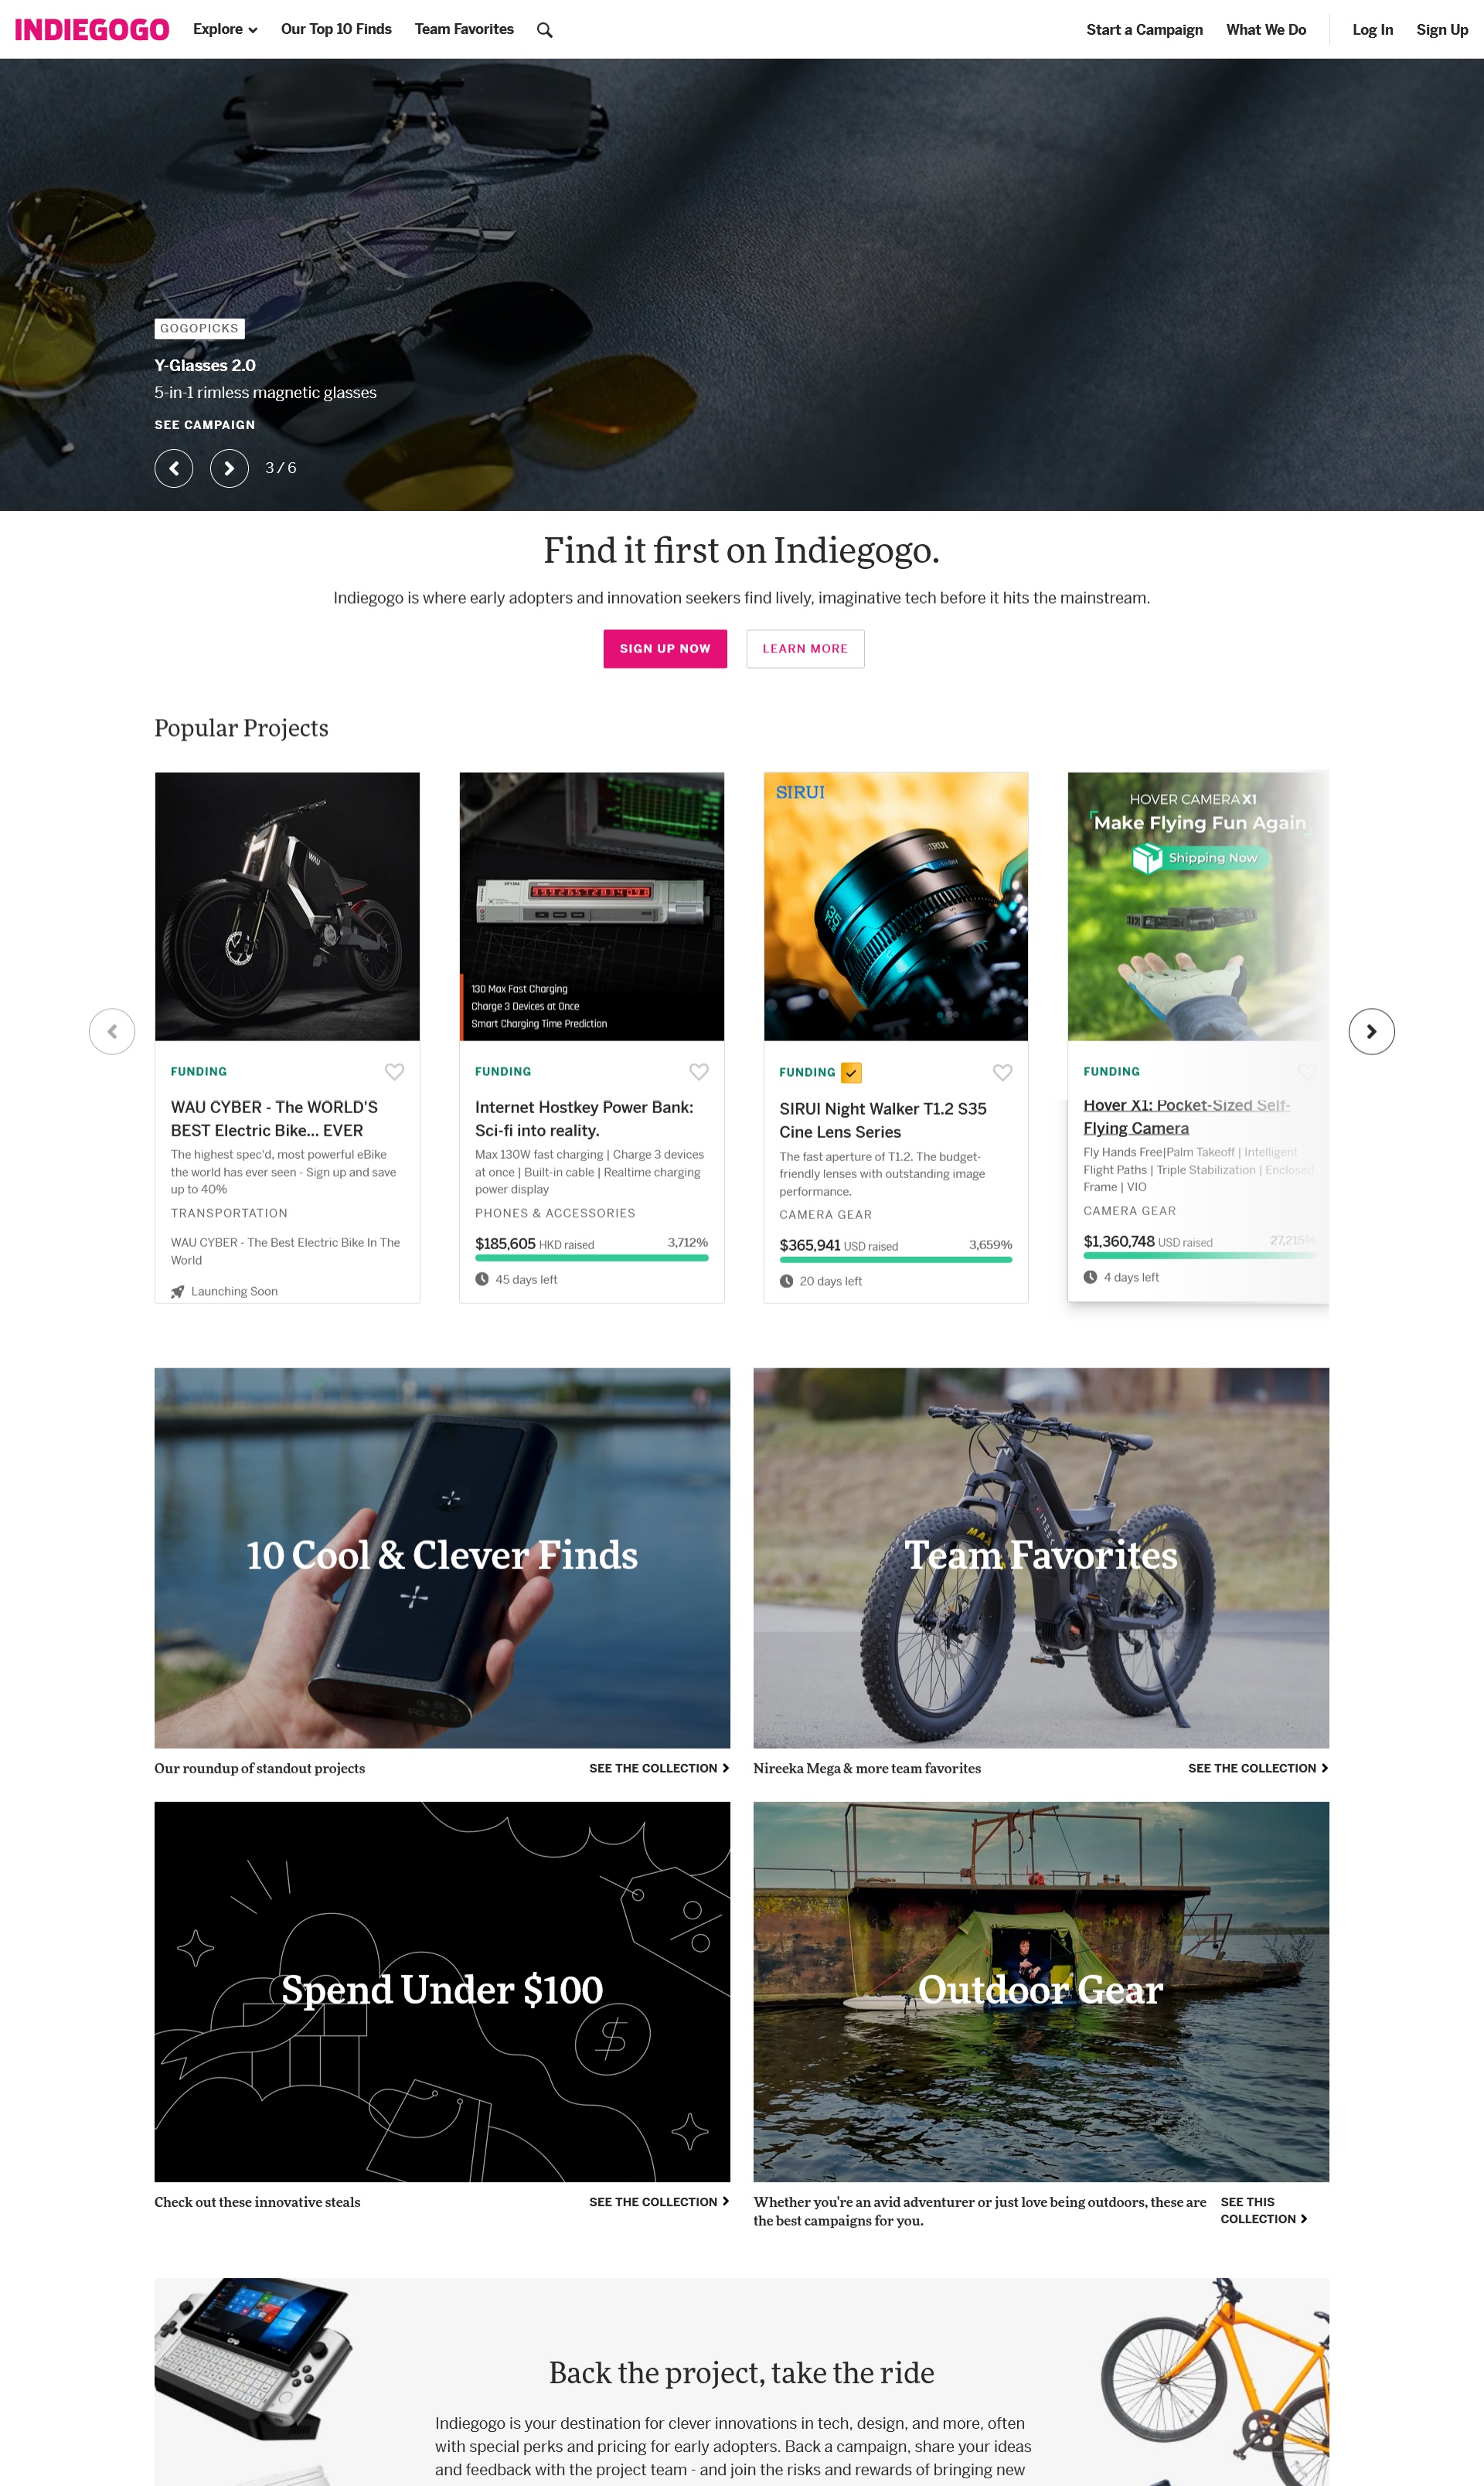 INDIEGOGO
Explore
Our Top 10 Finds
Team Favorites
Start a Campaign
What We Do
Log In
Sign Up
GOGOPICKS
Y-Glasses 2.0
5-in-1 rimless magnetic glasses
SEE CAMPAIGN
3 / 6
Find it first on Indiegogo.
Indiegogo is where early adopters and innovation seekers find lively, imaginative tech before it hits the mainstream.
SIGN UP NOW
LEARN MORE
Popular Projects
WAU
FUNDING
WAU CYBER - The WORLD'S
BEST Electric Bike... EVER
The highest spec'd, most powerful eBike
the world has ever seen - Sign up and save
up to 40%
TRANSPORTATION
WAU CYBER - The Best Electric Bike In The
World
Launching Soon
130 Max Fast Charging
Charge 3 Devices at Once
Smart Charging Time Prediction
FUNDING
Internet Hostkey Power Bank:
Sci-fi into reality.
Max 130W fast charging | Charge 3 devices
at once | Built-in cable | Realtime charging
power display
PHONES & ACCESSORIES
$185,605 HKD raised
3,712%
45 days left
SIRUI
SIRUI
35
FUNDING
SIRUI Night Walker T1.2 S35
Cine Lens Series
The fast aperture of T1.2. The budget-
friendly lenses with outstanding image
performance.
CAMERA GEAR
$365,941 USD raised
3,659%
20 days left
HOVER CAMERA X1
Make Flying Fun Again
Shipping Now
FUNDING
Hover X1: Pocket-Sized Self-
Flying Camera
Fly Hands Free|Palm Takeoff | Intelligent
Flight Paths | Triple Stabilization | Enclosed
Frame | VIO
CAMERA GEAR
$1,360,748 USD raised
27,215%
4 days left
10 Cool & Clever Finds
Our roundup of standout projects
SEE THE COLLECTION
Team Favorites
Nireeka Mega & more team favorites
SEE THE COLLECTION
Spend Under $100
$
Check out these innovative steals
SEE THE COLLECTION
Outdoor Gear
Whether you're an avid adventurer or just love being outdoors, these are
the best campaigns for you.
SEE THIS
COLLECTION
Back the project, take the ride
Indiegogo is your destination for clever innovations in tech, design, and more, often
with special perks and pricing for early adopters. Back a campaign, share your ideas
and feedback with the project team - and join the risks and rewards of bringing new